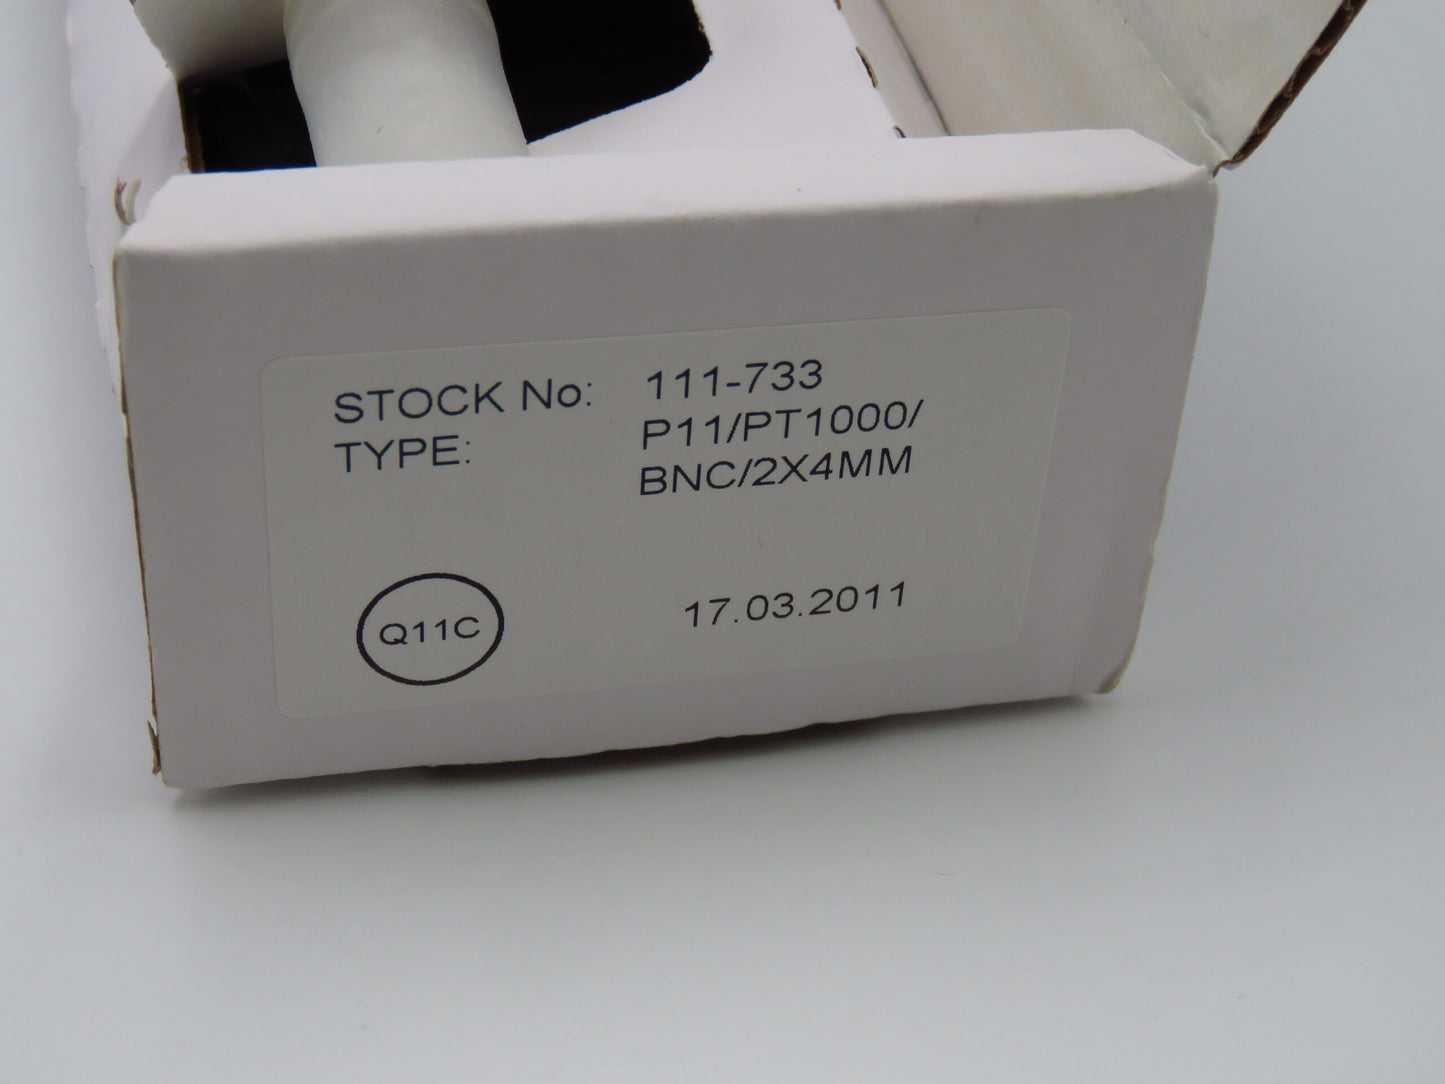 STOCK No: 111-733
TYPE: P11/PT1000/
BNC/2X4MM
Q11C 17.03.2011